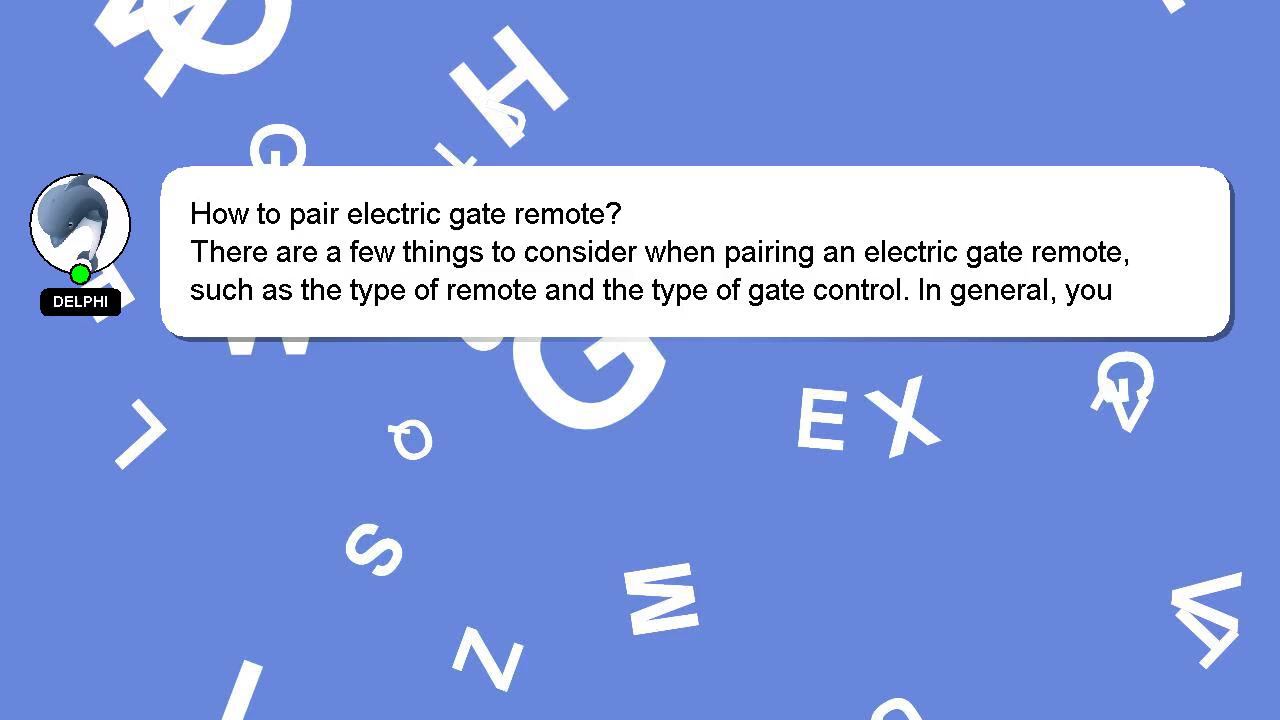 How to pair electric gate remote?
There are a few things to consider when pairing an electric gate remote,
such as the type of remote and the type of gate control. In general, you
DELPHI
H
G
G
W
L
Q
E X
G
S
M
Z